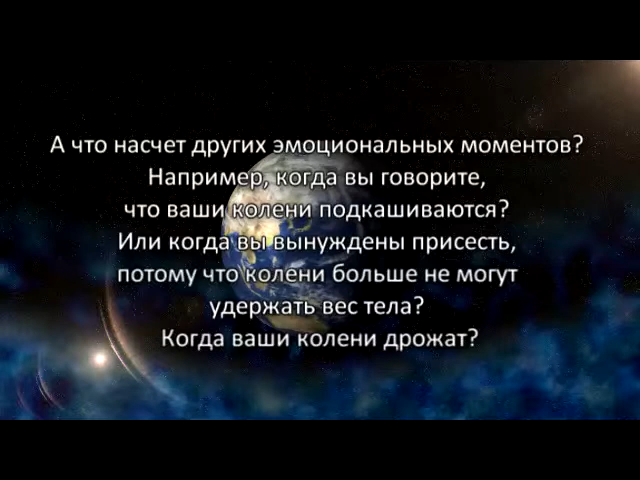 А что насчет других эмоциональных моментов?
Например, когда вы говорите,
что ваши колени подкашиваются?
Или когда вы вынуждены присесть,
потому что колени больше не могут
удержать вес тела?
Когда ваши колени дрожат?